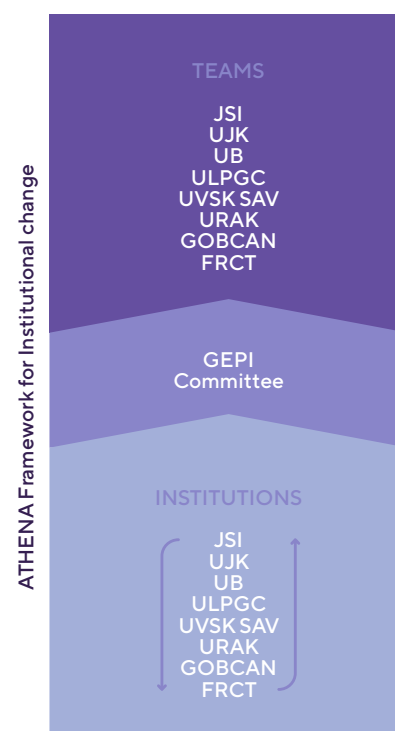 ATHENA Framework for Institutional change
TEAMS
JSI
UJK
UB
ULPGC
UVSK SAV
URAK
GOBCAN
FRCT
GEPI
Committee
INSTITUTIONS
JSI
UJK
UB
ULPGC
UVSK SAV
URAK
GOBCAN
FRCT